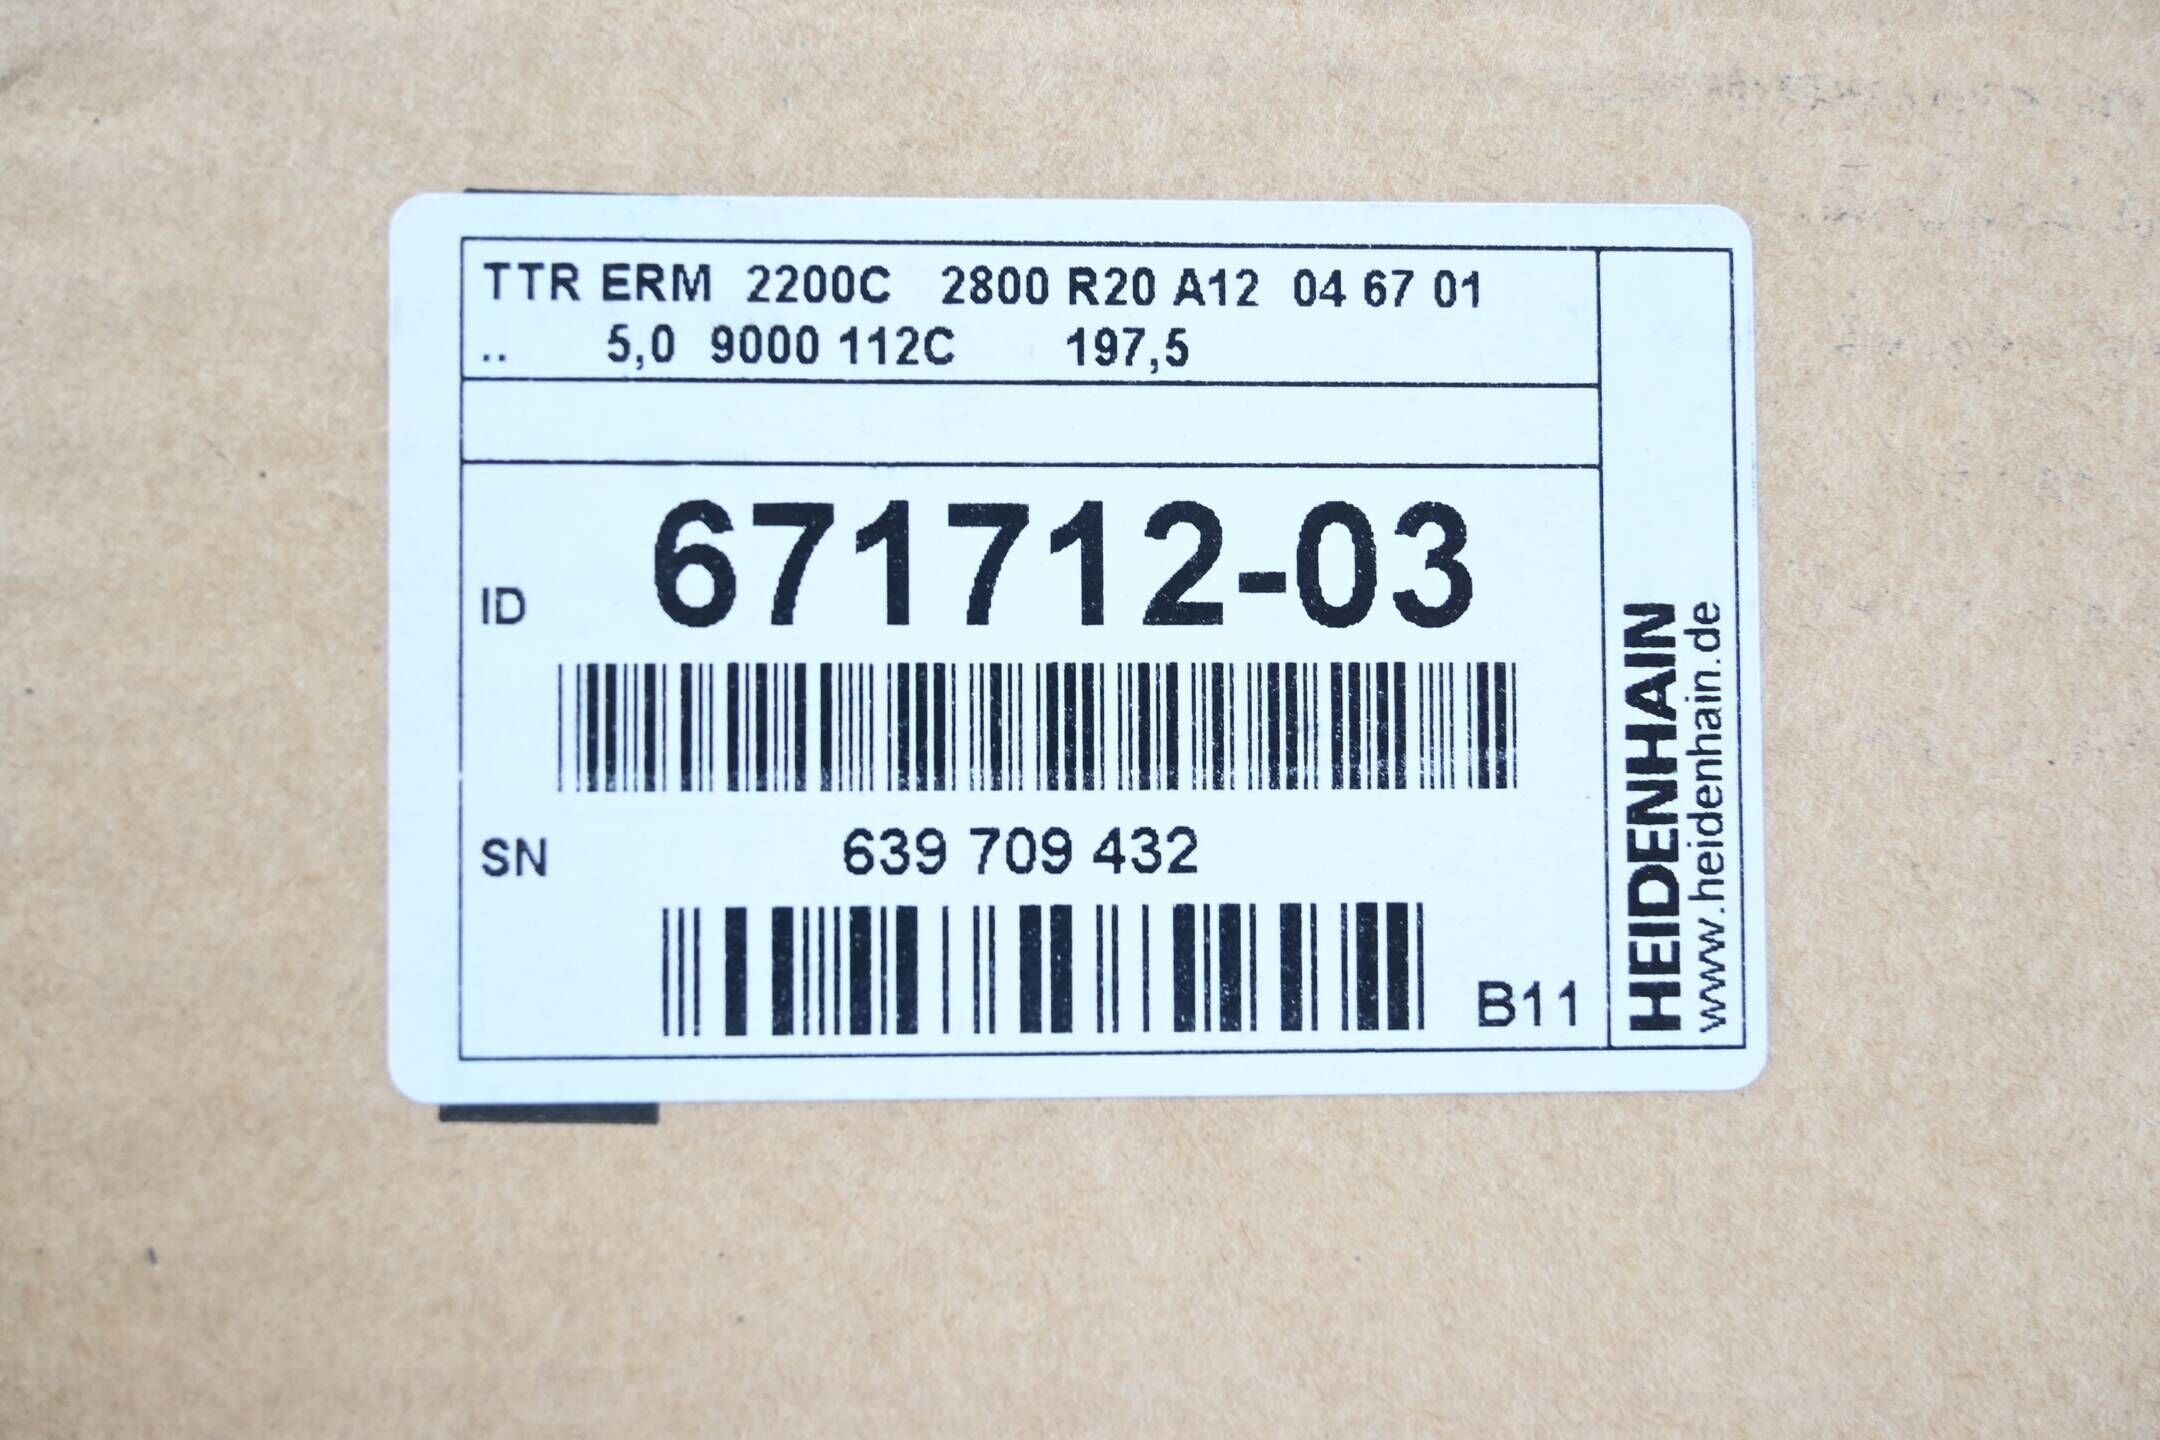 TTR ERM 2200C 2800 R20 A12 04 67 01
.. 5,0 9000 112C 197,5
ID 671712-03
SN 639 709 432
B11
HEIDENHAIN
www.heidenhain.de